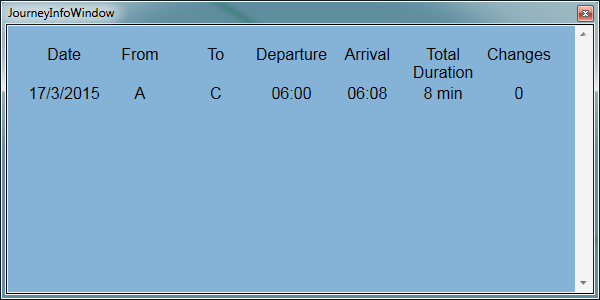 JourneyInfoWindow
Date From To Departure Arrival Total Duration Changes
17/3/2015 A C 06:00 06:08 8 min 0